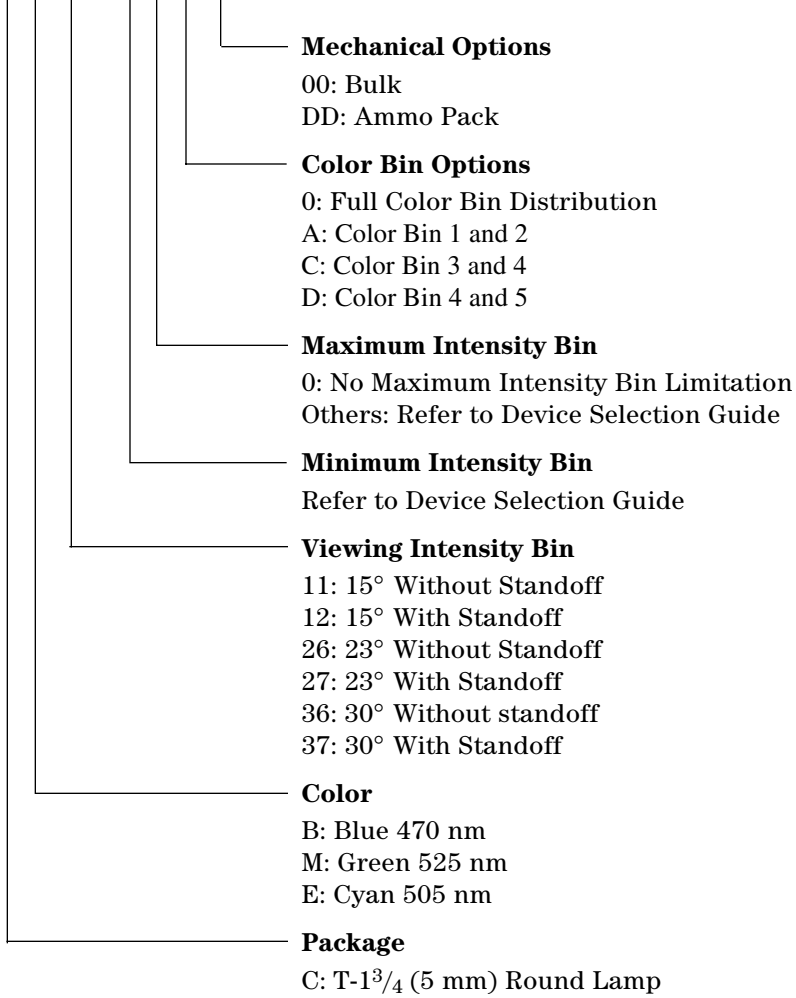 Mechanical Options
00: Bulk
DD: Ammo Pack
Color Bin Options
0: Full Color Bin Distribution
A: Color Bin 1 and 2
C: Color Bin 3 and 4
D: Color Bin 4 and 5
Maximum Intensity Bin
0: No Maximum Intensity Bin Limitation
Others: Refer to Device Selection Guide
Minimum Intensity Bin
Refer to Device Selection Guide
Viewing Intensity Bin
11: 15° Without Standoff
12: 15° With Standoff
26: 23° Without Standoff
27: 23° With Standoff
36: 30° Without standoff
37: 30° With Standoff
Color
B: Blue 470 nm
M: Green 525 nm
E: Cyan 505 nm
Package
C: T-1 3/4 (5 mm) Round Lamp